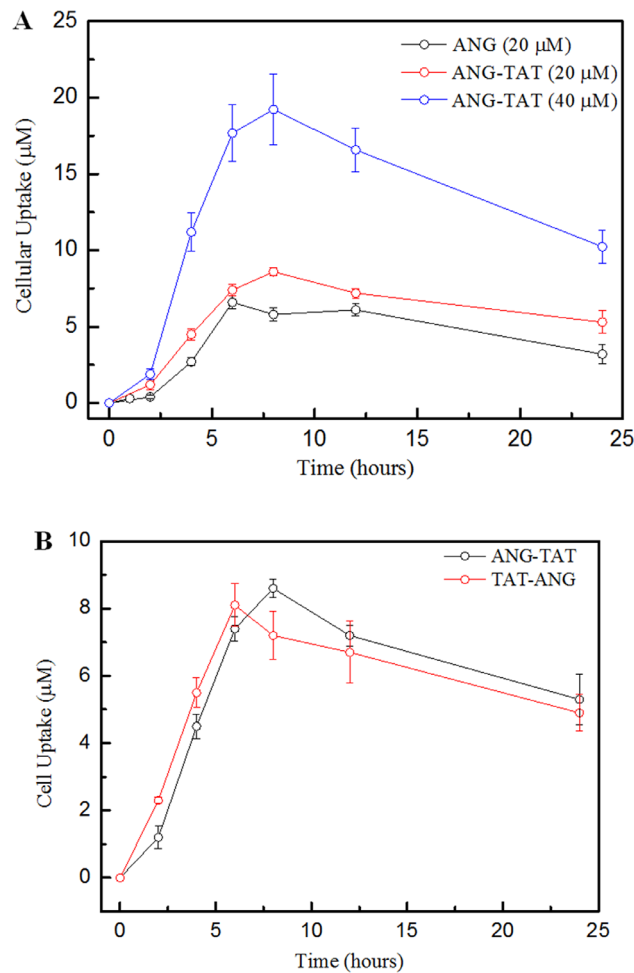 A
25
20
15
10
5
0
Cellular Uptake (μM)
ANG (20 μM)
ANG-TAT (20 μM)
ANG-TAT (40 μM)
0 5 10 15 20 25
Time (hours)
B
10
8
6
4
2
0
Cell Uptake (μM)
ANG-TAT
TAT-ANG
0 5 10 15 20 25
Time (hours)